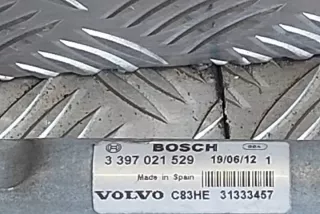 BOSCH
3 397 021 529 19/06/12 1
Made in Spain
VOLVO C83HE 31333457